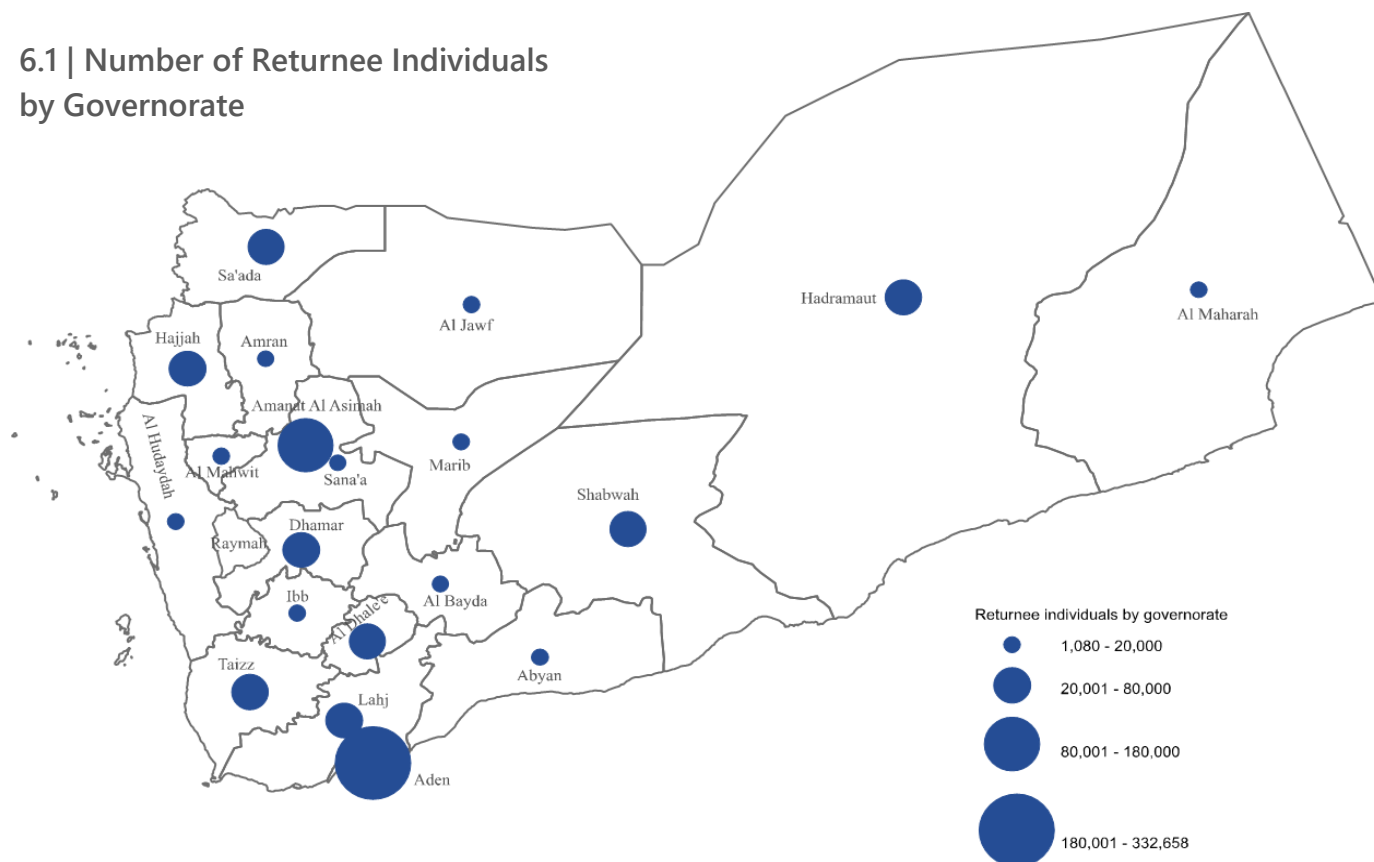 6.1 | Number of Returnee Individuals
by Governorate
Sa'ada
Al Jawf
Hadramaut
Al Maharah
Hajjah
Amran
Amanat Al Asimah
Al Hudaydah
Al Mahwit
Sana'a
Marib
Shabwah
Dhamar
Raymah
Ibb
Al Dhale'e
Al Bayda
Taizz
Lahj
Abyan
Aden
Returnee individuals by governorate
1,080 - 20,000
20,001 - 80,000
80,001 - 180,000
180,001 - 332,658